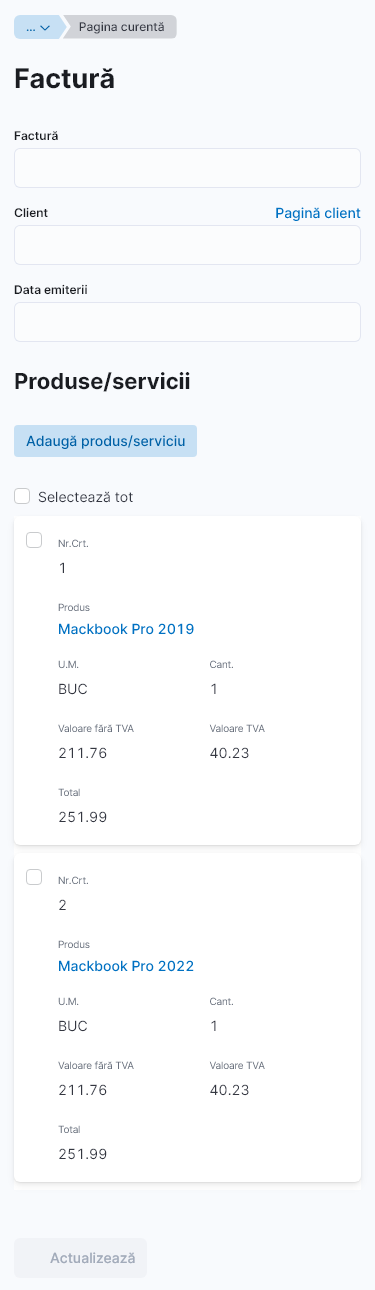 ... Pagina curentă
Factură
Factură
Client Pagină client
Data emiterii
Produse/servicii
Adaugă produs/serviciu
Selectează tot
Nr.Crt.
1
Produs
Mackbook Pro 2019
U.M. Cant.
BUC 1
Valoare fără TVA Valoare TVA
211.76 40.23
Total
251.99
Nr.Crt.
2
Produs
Mackbook Pro 2022
U.M. Cant.
BUC 1
Valoare fără TVA Valoare TVA
211.76 40.23
Total
251.99
Actualizează